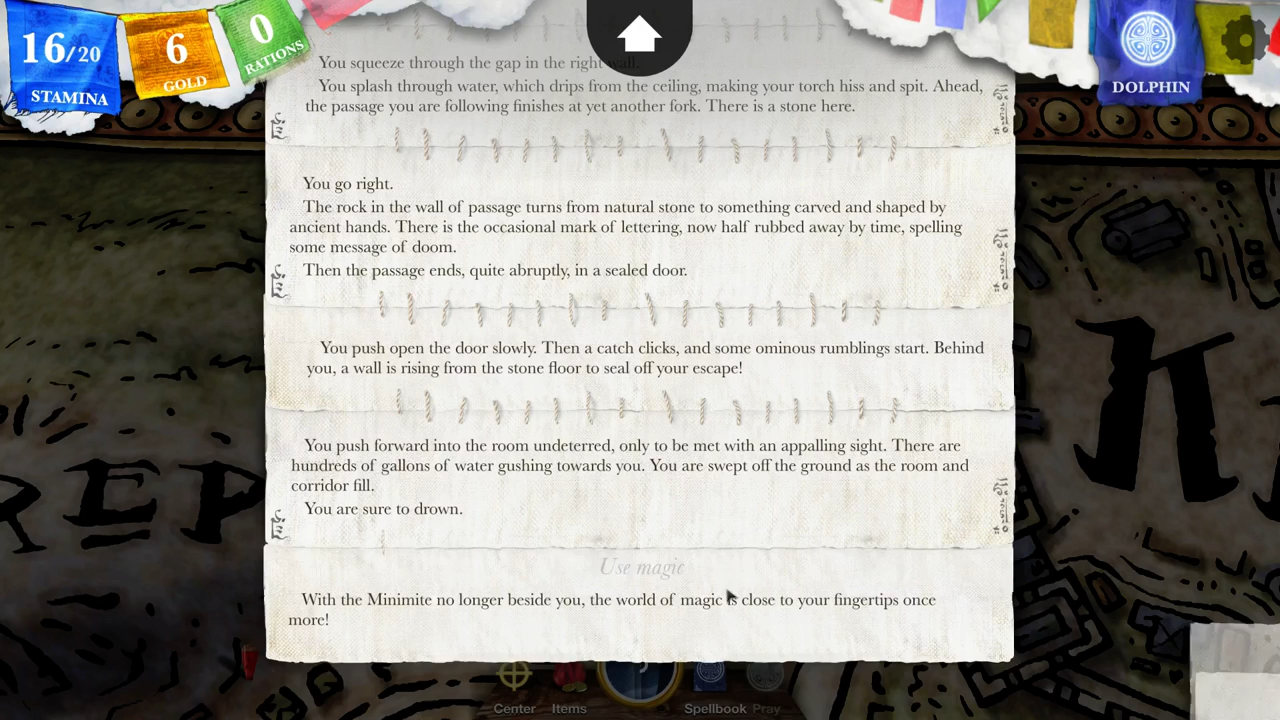 16/20
STAMINA
6
GOLD
0
RATIONS
DOLPHIN
You squeeze through the gap in the right wall.
You splash through water, which drips from the ceiling, making your torch hiss and spit. Ahead,
the passage you are following finishes at yet another fork. There is a stone here.
You go right.
The rock in the wall of passage turns from natural stone to something carved and shaped by
ancient hands. There is the occasional mark of lettering, now half rubbed away by time, spelling
some message of doom.
Then the passage ends, quite abruptly, in a sealed door.
You push open the door slowly. Then a catch clicks, and some ominous rumblings start. Behind
you, a wall is rising from the stone floor to seal off your escape!
You push forward into the room undeterred, only to be met with an appalling sight. There are
hundreds of gallons of water gushing towards you. You are swept off the ground as the room and
corridor fill.
You are sure to drown.
Use magic
With the Minimite no longer beside you, the world of magic is close to your fingertips once
more!
Center Items Spellbook Pray